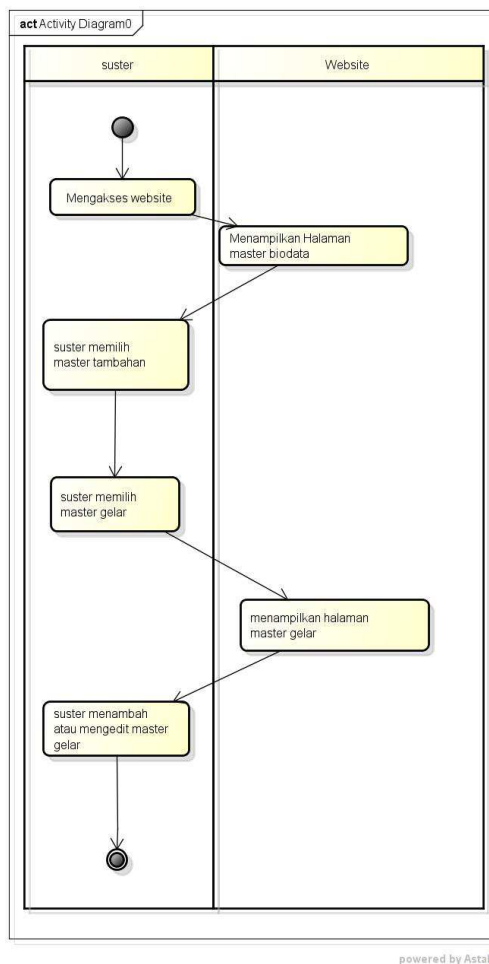 act Activity Diagram0
suster
Website
Mengakses website
Menampilkan Halaman
master biodata
suster memilih
master tambahan
suster memilih
master gelar
menampilkan halaman
master gelar
suster menambah
atau mengedit master
gelar
powered by Asta